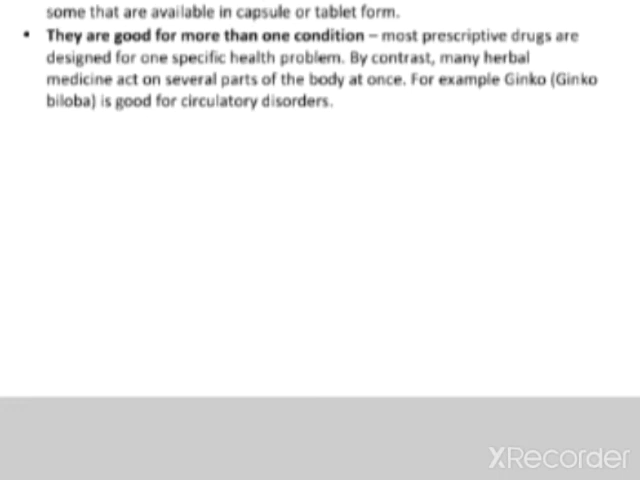 some that are available in capsule or tablet form.
• They are good for more than one condition – most prescriptive drugs are
designed for one specific health problem. By contrast, many herbal
medicine act on several parts of the body at once. For example Ginko (Ginko
biloba) is good for circulatory disorders.
XRecorder